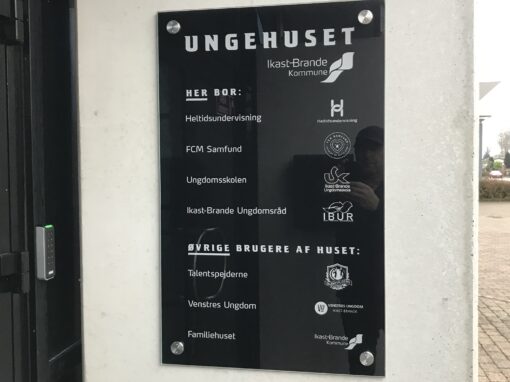 UNGEHUSET
Ikast-Brande
Kommune
HER BOR:
Heltidsundervisning
Heltidsundervisning
FCM Samfund
Ungdomsskolen
Ikast-Brande
Ungdomsskole
Ikast-Brande Ungdomsråd
IBUR
ØVRIGE BRUGERE AF HUSET:
Talentspejderne
Venstres Ungdom
VU
VENSTRES UNGDOM
IKAST-BRANDE
Familiehuset
Ikast-Brande
Kommune